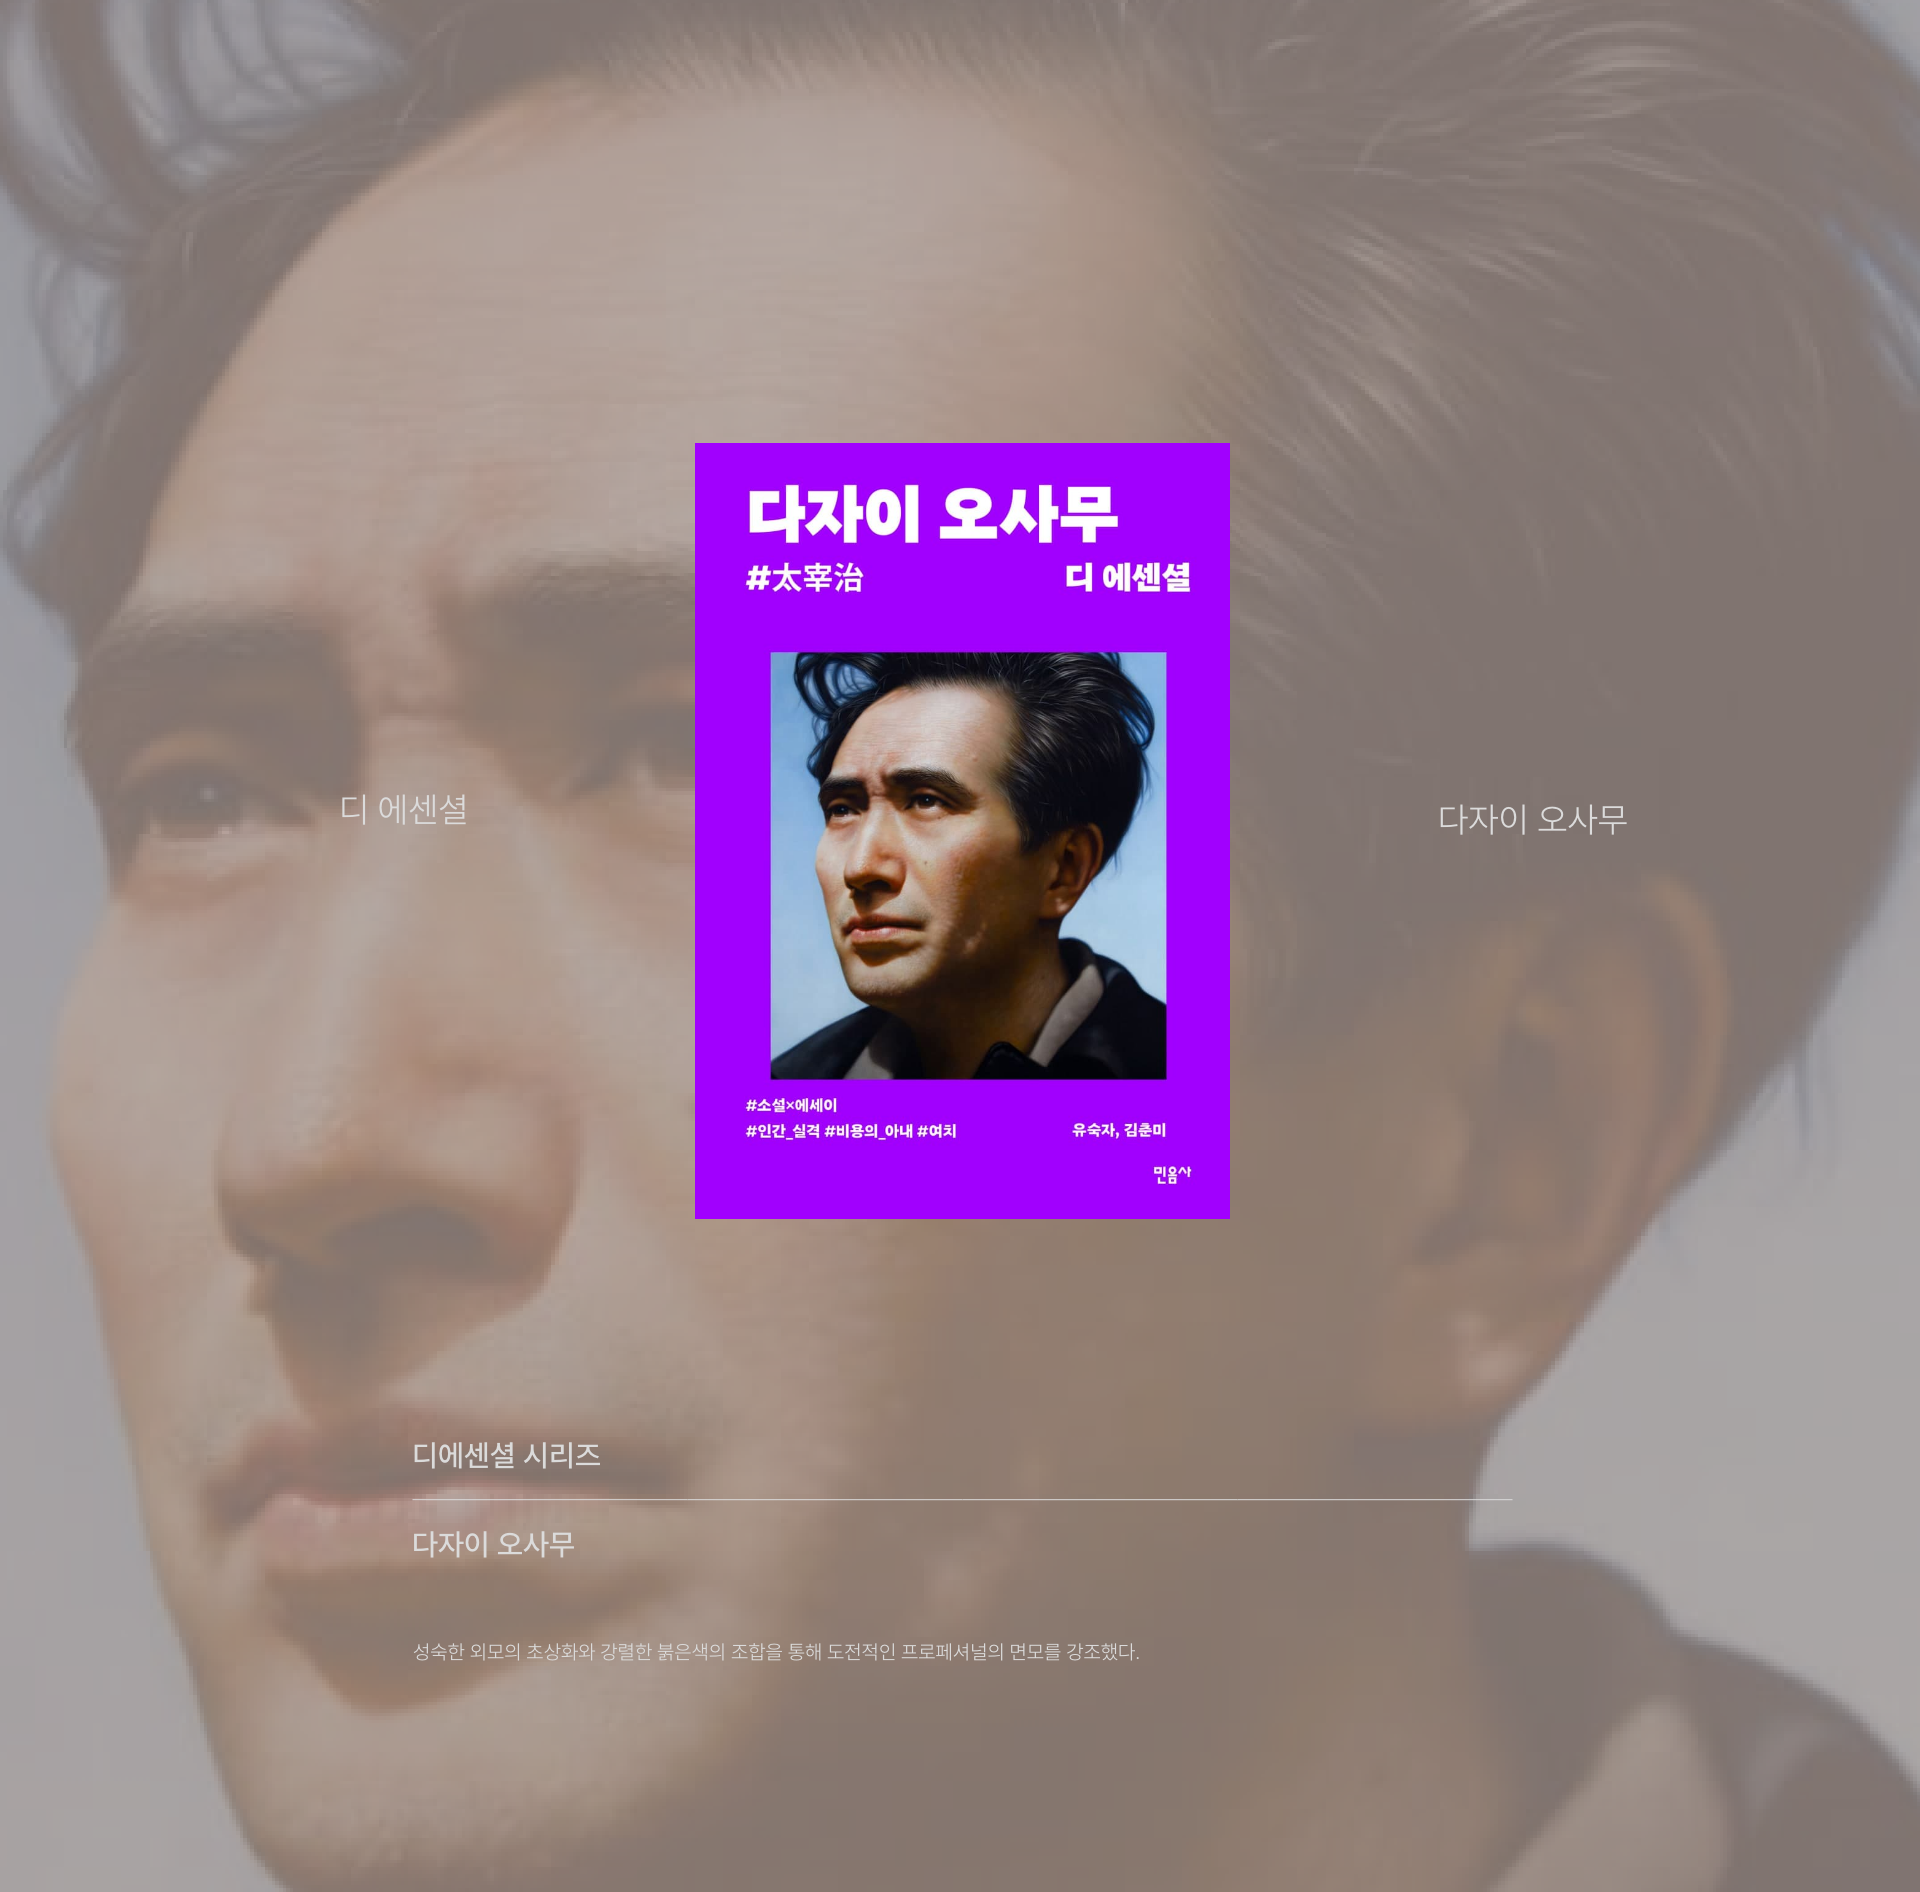 다자이 오사무
#太宰治 디 에센셜
디 에센셜
다자이 오사무
#소설×에세이
#인간_실격 #비용의_아내 #여치
유숙자, 김춘미
민음사
디에센셜 시리즈
다자이 오사무
성숙한 외모의 초상화와 강렬한 붉은색의 조합을 통해 도전적인 프로페셔널의 면모를 강조했다.